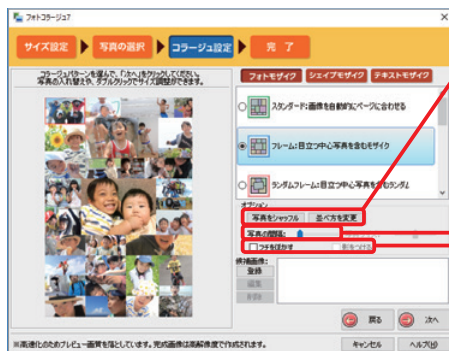 フォトコラージュ7
サイズ設定 写真の選択 コラージュ設定 完了
コラージュパターンを選んで、「次へ」をクリックしてください。
写真の入れ替えや、ダブルクリックでサイズ調整ができます。
フォトモザイク シェイプモザイク テキストモザイク
スタンダード:画像を自動的にページに合わせる
フレーム:目立つ中心写真を含むモザイク
ランダムフレーム:目立つ中心写真を含むランダム
オプション
写真をシャッフル 並べ方を変更
写真の間隔:
フチをぼかす 影をつける
候補画像:
登録
編集
削除
戻る 次へ
※高速化のためプレビュー画質を落としています。完成画像は高解像度で作成されます。
キャンセル ヘルプ(H)